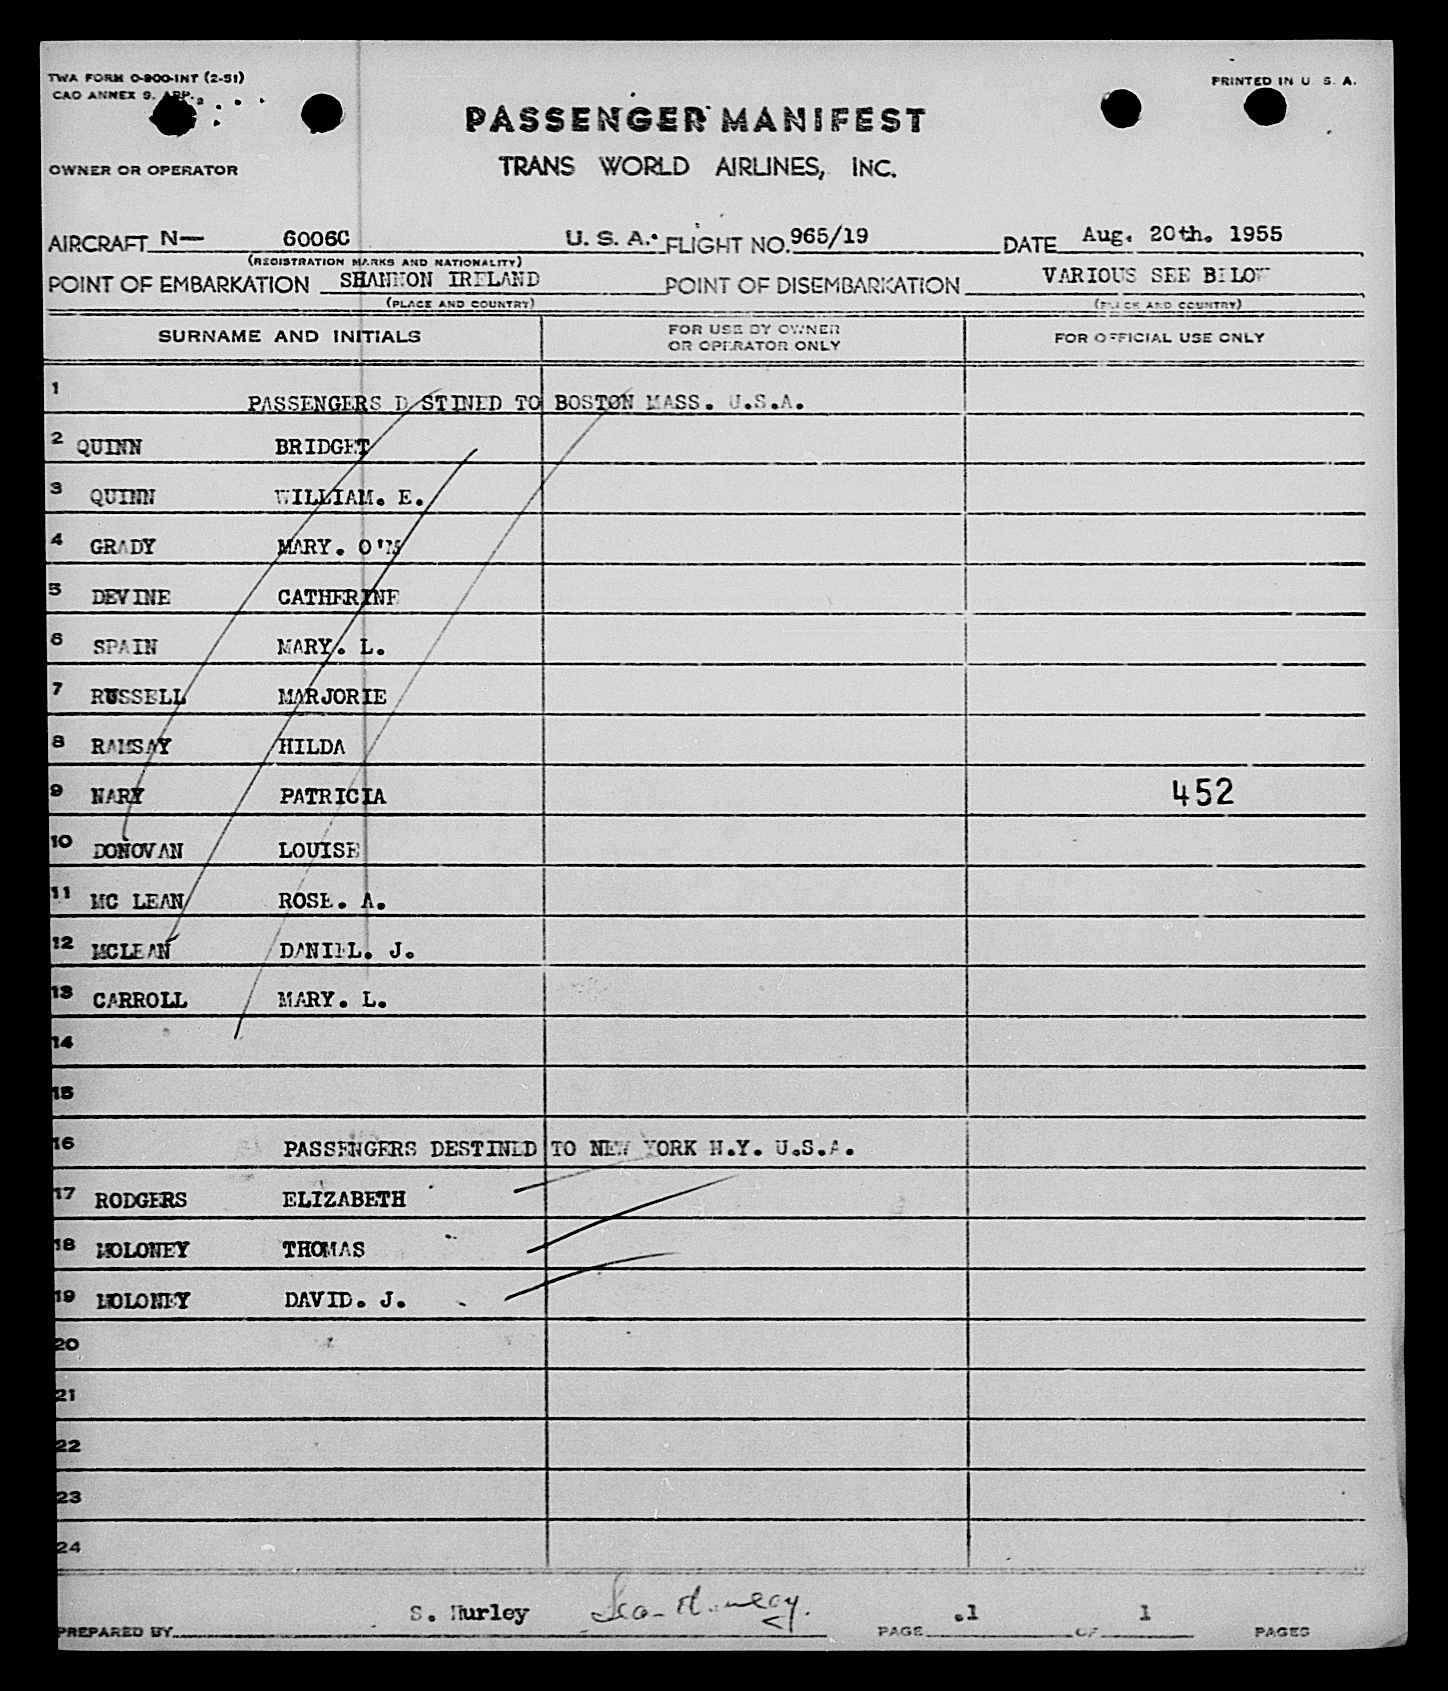 TWA FORM O-800-INT (2-51)
CAO ANNEX 9. APP. 2
PRINTED IN U. S. A.
PASSENGER MANIFEST
OWNER OR OPERATOR
TRANS WORLD AIRLINES, INC.
AIRCRAFT N— 6006C U. S. A. FLIGHT NO. 965/19 DATE Aug. 20th. 1955
(REGISTRATION MARKS AND NATIONALITY)
POINT OF EMBARKATION SHANNON IRELAND POINT OF DISEMBARKATION VARIOUS SEE BELOW
(PLACE AND COUNTRY) (PLACE AND COUNTRY)
SURNAME AND INITIALS FOR USE BY OWNER OR OPERATOR ONLY FOR OFFICIAL USE ONLY
1 PASSENGERS DESTINED TO BOSTON MASS. U.S.A.
2 QUINN BRIDGET
3 QUINN WILLIAM. E.
4 GRADY MARY. O'M
5 DEVINE CATHERINE
6 SPAIN MARY. L.
7 RUSSELL MARJORIE
8 RAMSAY HILDA
9 NARY PATRICIA 452
10 DONOVAN LOUISE
11 MC LEAN ROSE. A.
12 MCLEAN DANIEL. J.
13 CARROLL MARY. L.
14
15
16 PASSENGERS DESTINED TO NEW YORK N.Y. U.S.A.
17 RODGERS ELIZABETH
18 MOLONEY THOMAS
19 MOLONEY DAVID. J.
20
21
22
23
24
PREPARED BY S. Hurley PAGE .1 OF 1 PAGES